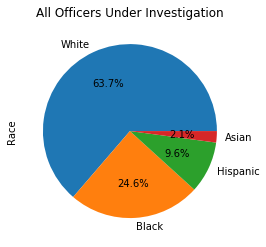 All Officers Under Investigation
White
63.7%
Race
2.1%
Asian
9.6%
Hispanic
24.6%
Black